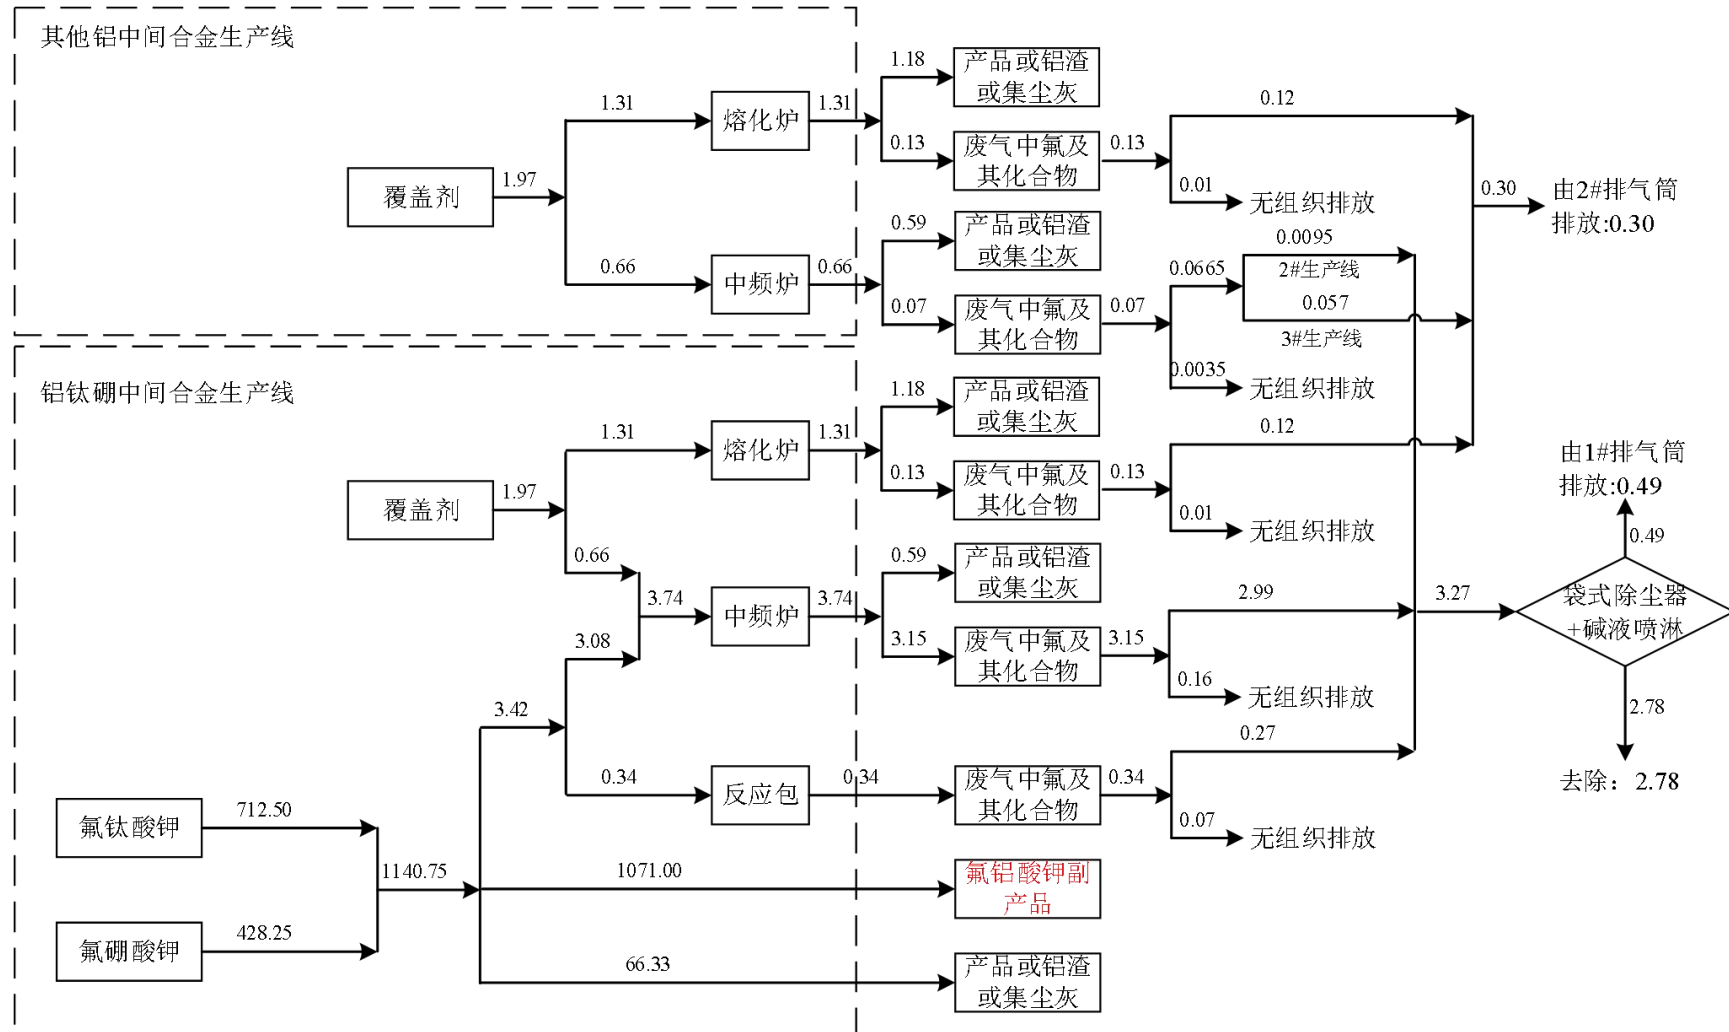 其他铝中间合金生产线
覆盖剂
1.97
1.31
熔化炉
1.31
1.18
产品或铝渣
或集尘灰
0.13
废气中氟及
其化合物
0.13
0.12
0.01
无组织排放
0.66
中频炉
0.66
0.59
产品或铝渣
或集尘灰
0.07
废气中氟及
其化合物
0.07
0.0665
0.0095
2#生产线
0.057
3#生产线
0.0035
无组织排放
0.30
由2#排气筒
排放:0.30
铝钛硼中间合金生产线
覆盖剂
1.97
1.31
熔化炉
1.31
1.18
产品或铝渣
或集尘灰
0.13
废气中氟及
其化合物
0.13
0.12
0.01
无组织排放
0.66
3.74
中频炉
3.74
3.08
0.59
产品或铝渣
或集尘灰
3.15
废气中氟及
其化合物
3.15
2.99
0.16
无组织排放
3.42
0.34
反应包
0.34
废气中氟及
其化合物
0.34
0.27
0.07
无组织排放
氟钛酸钾
712.50
氟硼酸钾
428.25
1140.75
1071.00
氟铝酸钾副
产品
66.33
产品或铝渣
或集尘灰
3.27
袋式除尘器
+碱液喷淋
0.49
由1#排气筒
排放:0.49
2.78
去除：2.78